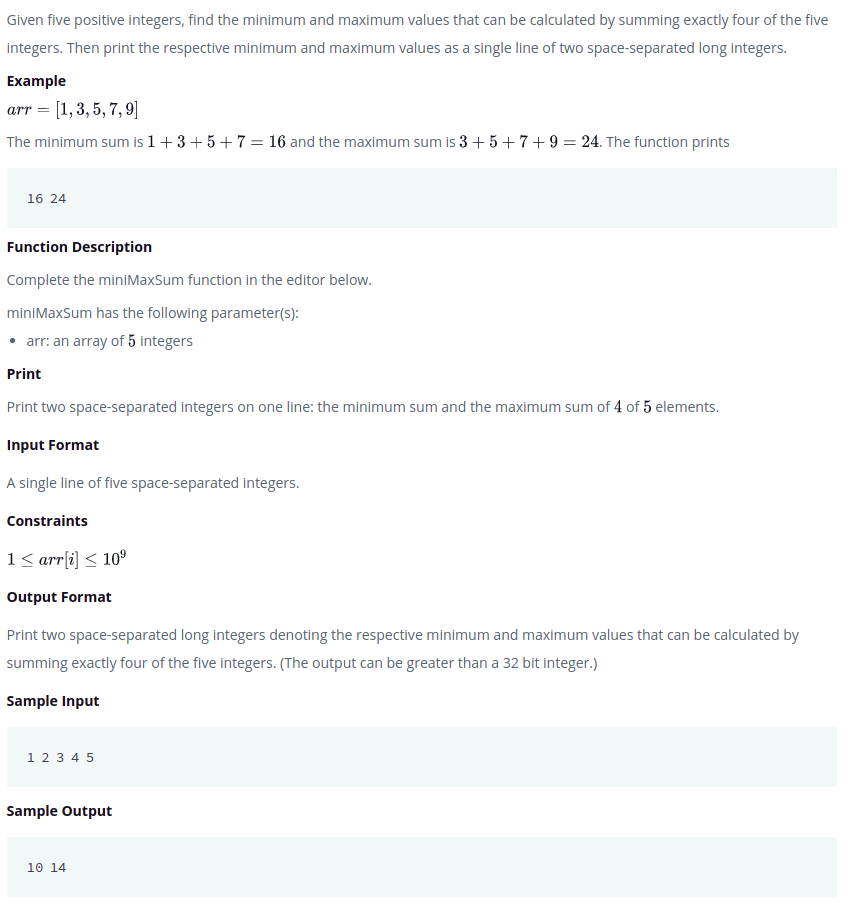 Given five positive integers, find the minimum and maximum values that can be calculated by summing exactly four of the five
integers. Then print the respective minimum and maximum values as a single line of two space-separated long integers.
Example
arr = [1, 3, 5, 7, 9]
The minimum sum is 1 + 3 + 5 + 7 = 16 and the maximum sum is 3 + 5 + 7 + 9 = 24. The function prints
16 24
Function Description
Complete the miniMaxSum function in the editor below.
miniMaxSum has the following parameter(s):
• arr: an array of 5 integers
Print
Print two space-separated integers on one line: the minimum sum and the maximum sum of 4 of 5 elements.
Input Format
A single line of five space-separated integers.
Constraints
1 ≤ arr[i] ≤ 10⁹
Output Format
Print two space-separated long integers denoting the respective minimum and maximum values that can be calculated by
summing exactly four of the five integers. (The output can be greater than a 32 bit integer.)
Sample Input
1 2 3 4 5
Sample Output
10 14